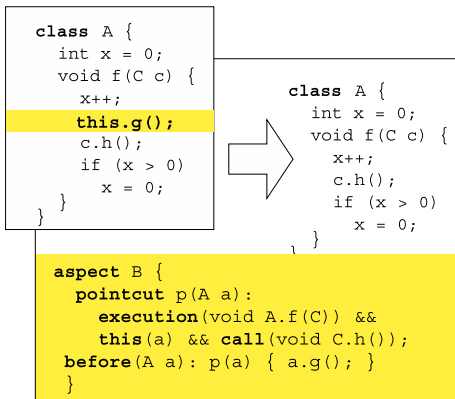 class A {
int x = 0;
void f(C c) {
x++;
this.g();
c.h();
if (x > 0)
x = 0;
}
}
class A {
int x = 0;
void f(C c) {
x++;
c.h();
if (x > 0)
x = 0;
}
}
aspect B {
pointcut p(A a):
execution(void A.f(C)) &&
this(a) && call(void C.h());
before(A a): p(a) { a.g(); }
}